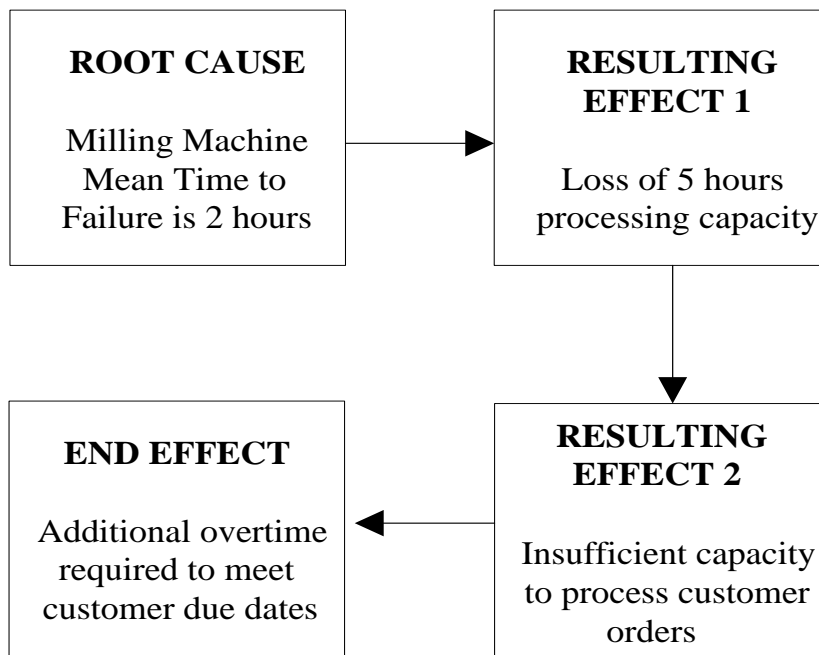 ROOT CAUSE
Milling Machine
Mean Time to
Failure is 2 hours
RESULTING
EFFECT 1
Loss of 5 hours
processing capacity
RESULTING
EFFECT 2
Insufficient capacity
to process customer
orders
END EFFECT
Additional overtime
required to meet
customer due dates